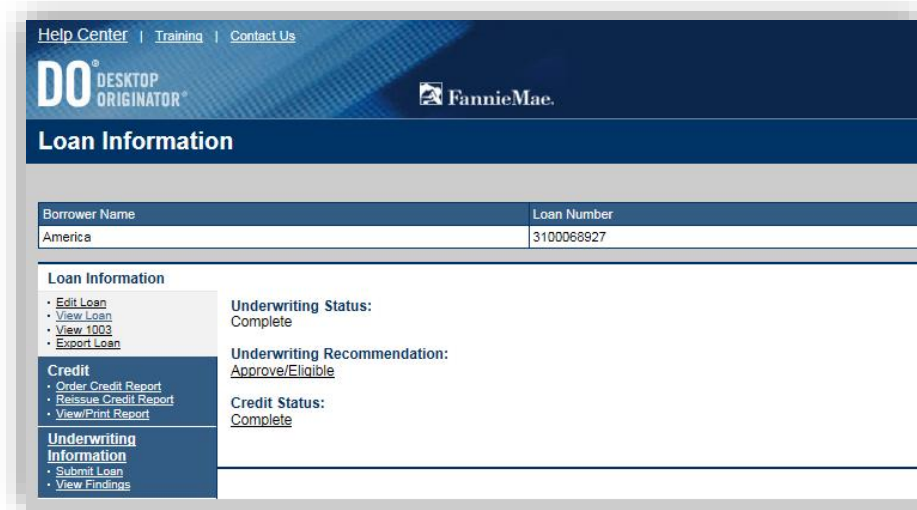 Help Center | Training | Contact Us
DO® DESKTOP
ORIGINATOR®
FannieMae.
Loan Information
Borrower Name Loan Number
America 3100068927
Loan Information
· Edit Loan
· View Loan
· View 1003
· Export Loan
Credit
· Order Credit Report
· Reissue Credit Report
· View/Print Report
Underwriting
Information
· Submit Loan
· View Findings
Underwriting Status:
Complete
Underwriting Recommendation:
Approve/Eligible
Credit Status:
Complete